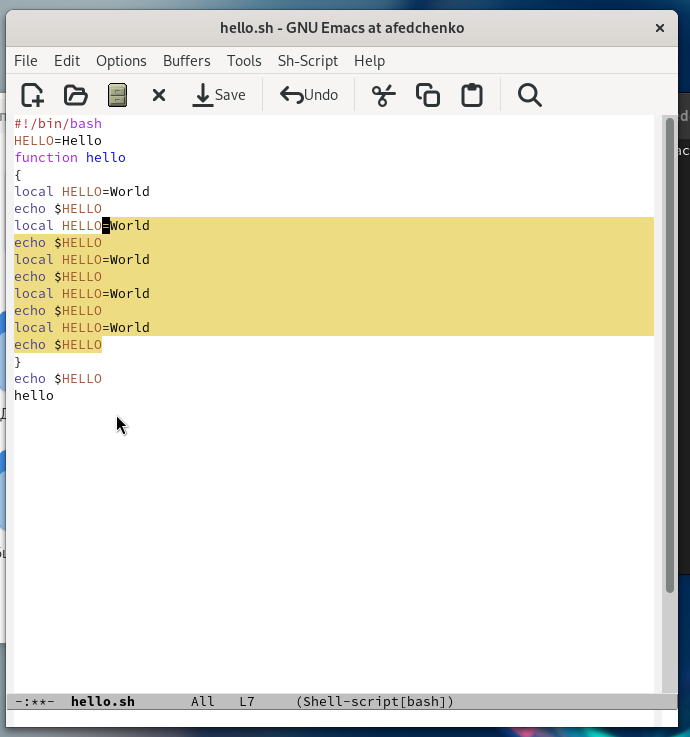 hello.sh - GNU Emacs at afedchenko
File Edit Options Buffers Tools Sh-Script Help
Save Undo
#!/bin/bash
HELLO=Hello
function hello
{
local HELLO=World
echo $HELLO
local HELLO=World
echo $HELLO
local HELLO=World
echo $HELLO
local HELLO=World
echo $HELLO
local HELLO=World
echo $HELLO
}
echo $HELLO
hello
-:**- hello.sh All L7 (Shell-script[bash])